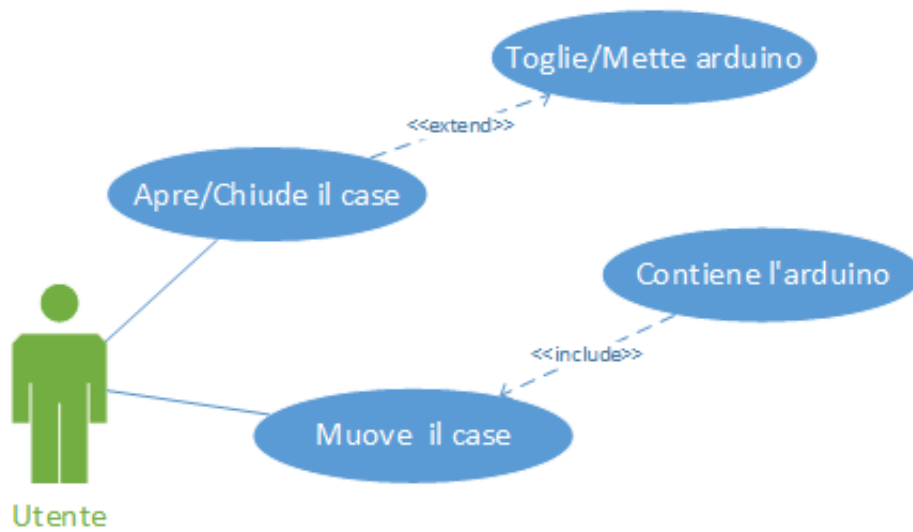 Toglie/Mette arduino
<<extend>>
Apre/Chiude il case
Contiene l'arduino
<<include>>
Muove il case
Utente